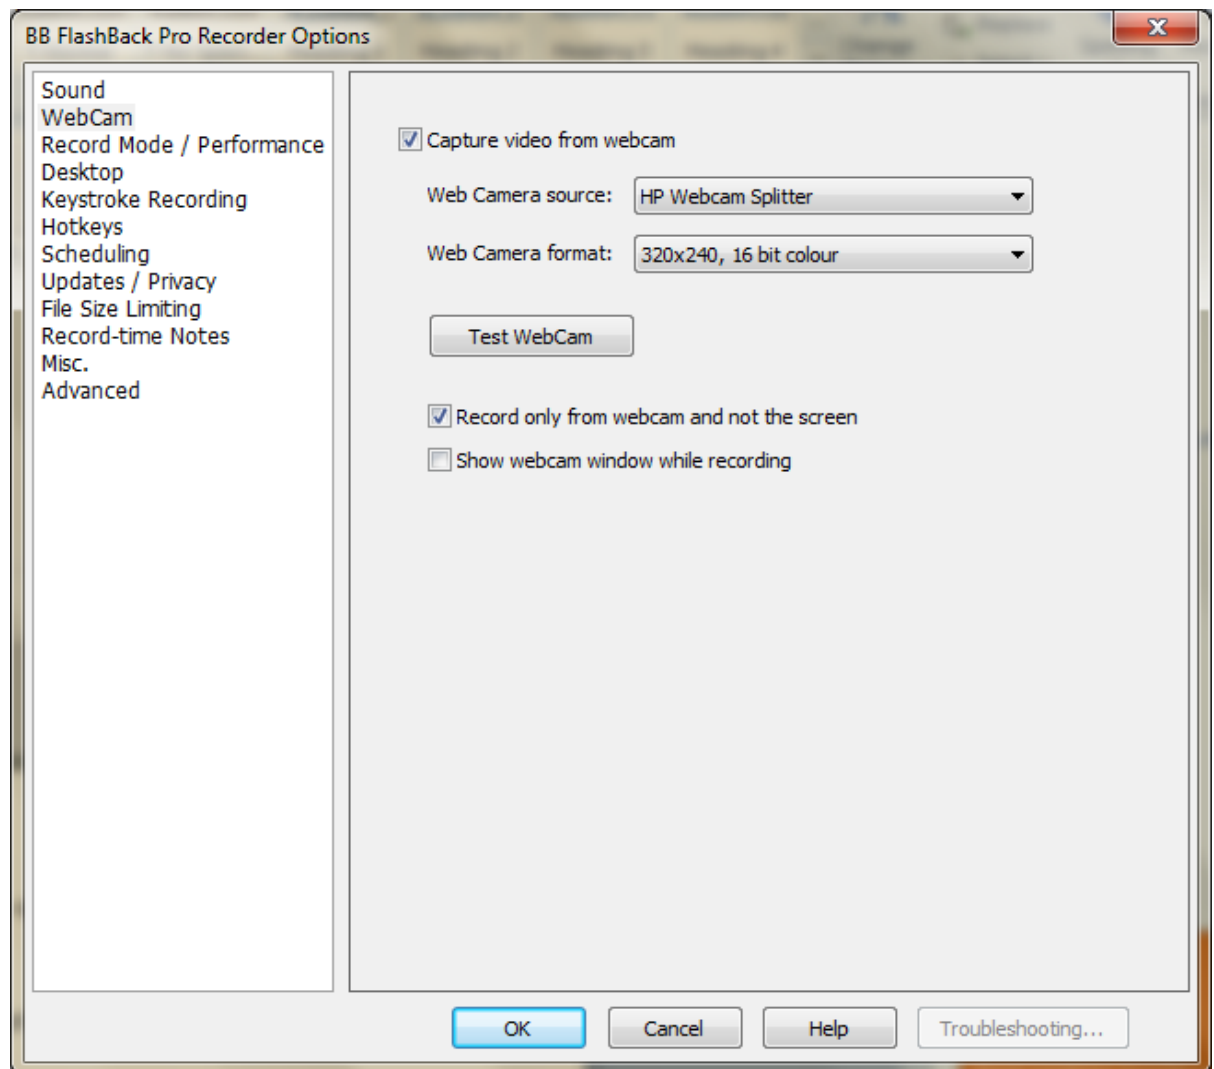 BB FlashBack Pro Recorder Options
X
Sound
WebCam
Record Mode / Performance
Desktop
Keystroke Recording
Hotkeys
Scheduling
Updates / Privacy
File Size Limiting
Record-time Notes
Misc.
Advanced
Capture video from webcam
Web Camera source: HP Webcam Splitter
Web Camera format: 320x240, 16 bit colour
Test WebCam
Record only from webcam and not the screen
Show webcam window while recording
OK Cancel Help Troubleshooting...